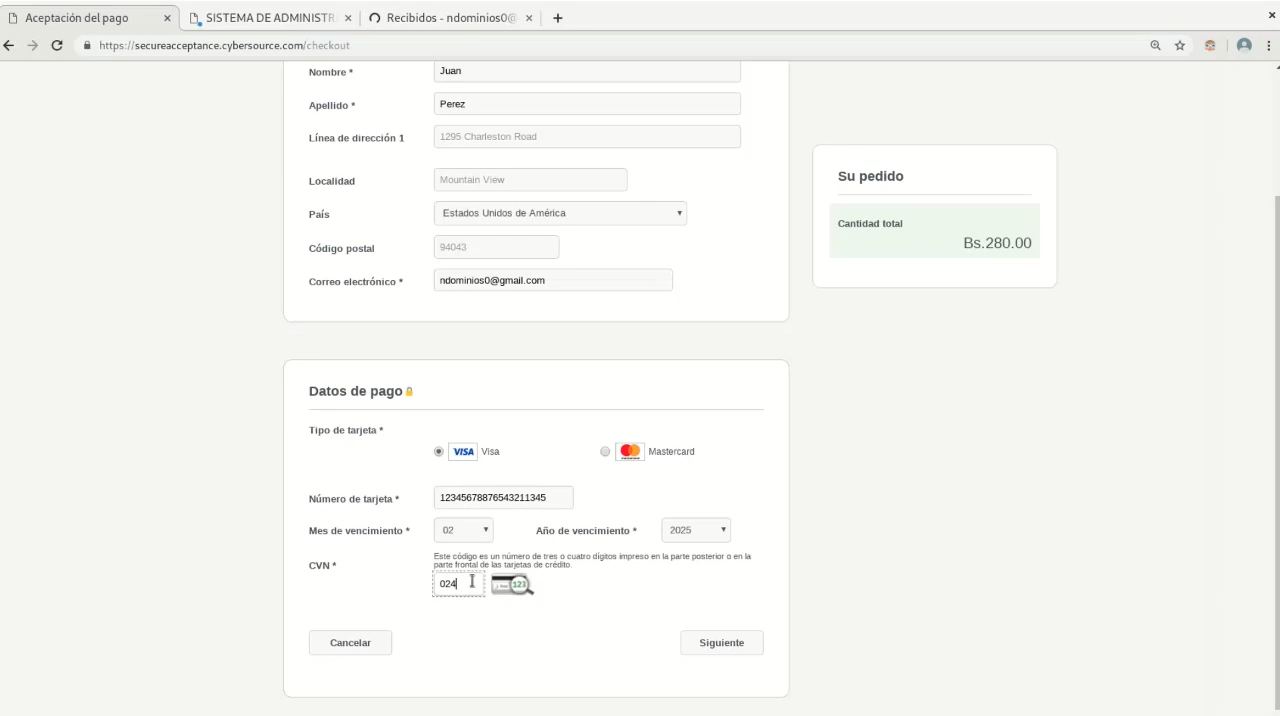 Aceptación del pago
SISTEMA DE ADMINISTR
Recibidos - ndominios0@
https://secureacceptance.cybersource.com/checkout
Nombre * Juan
Apellido * Perez
Línea de dirección 1 1295 Charleston Road
Localidad Mountain View
País Estados Unidos de América
Código postal 94043
Correo electrónico * ndominios0@gmail.com
Su pedido
Cantidad total
Bs.280.00
Datos de pago
Tipo de tarjeta *
VISA Visa Mastercard
Número de tarjeta * 12345678876543211345
Mes de vencimiento * 02 Año de vencimiento * 2025
Este código es un número de tres o cuatro dígitos impreso en la parte posterior o en la
parte frontal de las tarjetas de crédito.
CVN *
024 123
Cancelar Siguiente